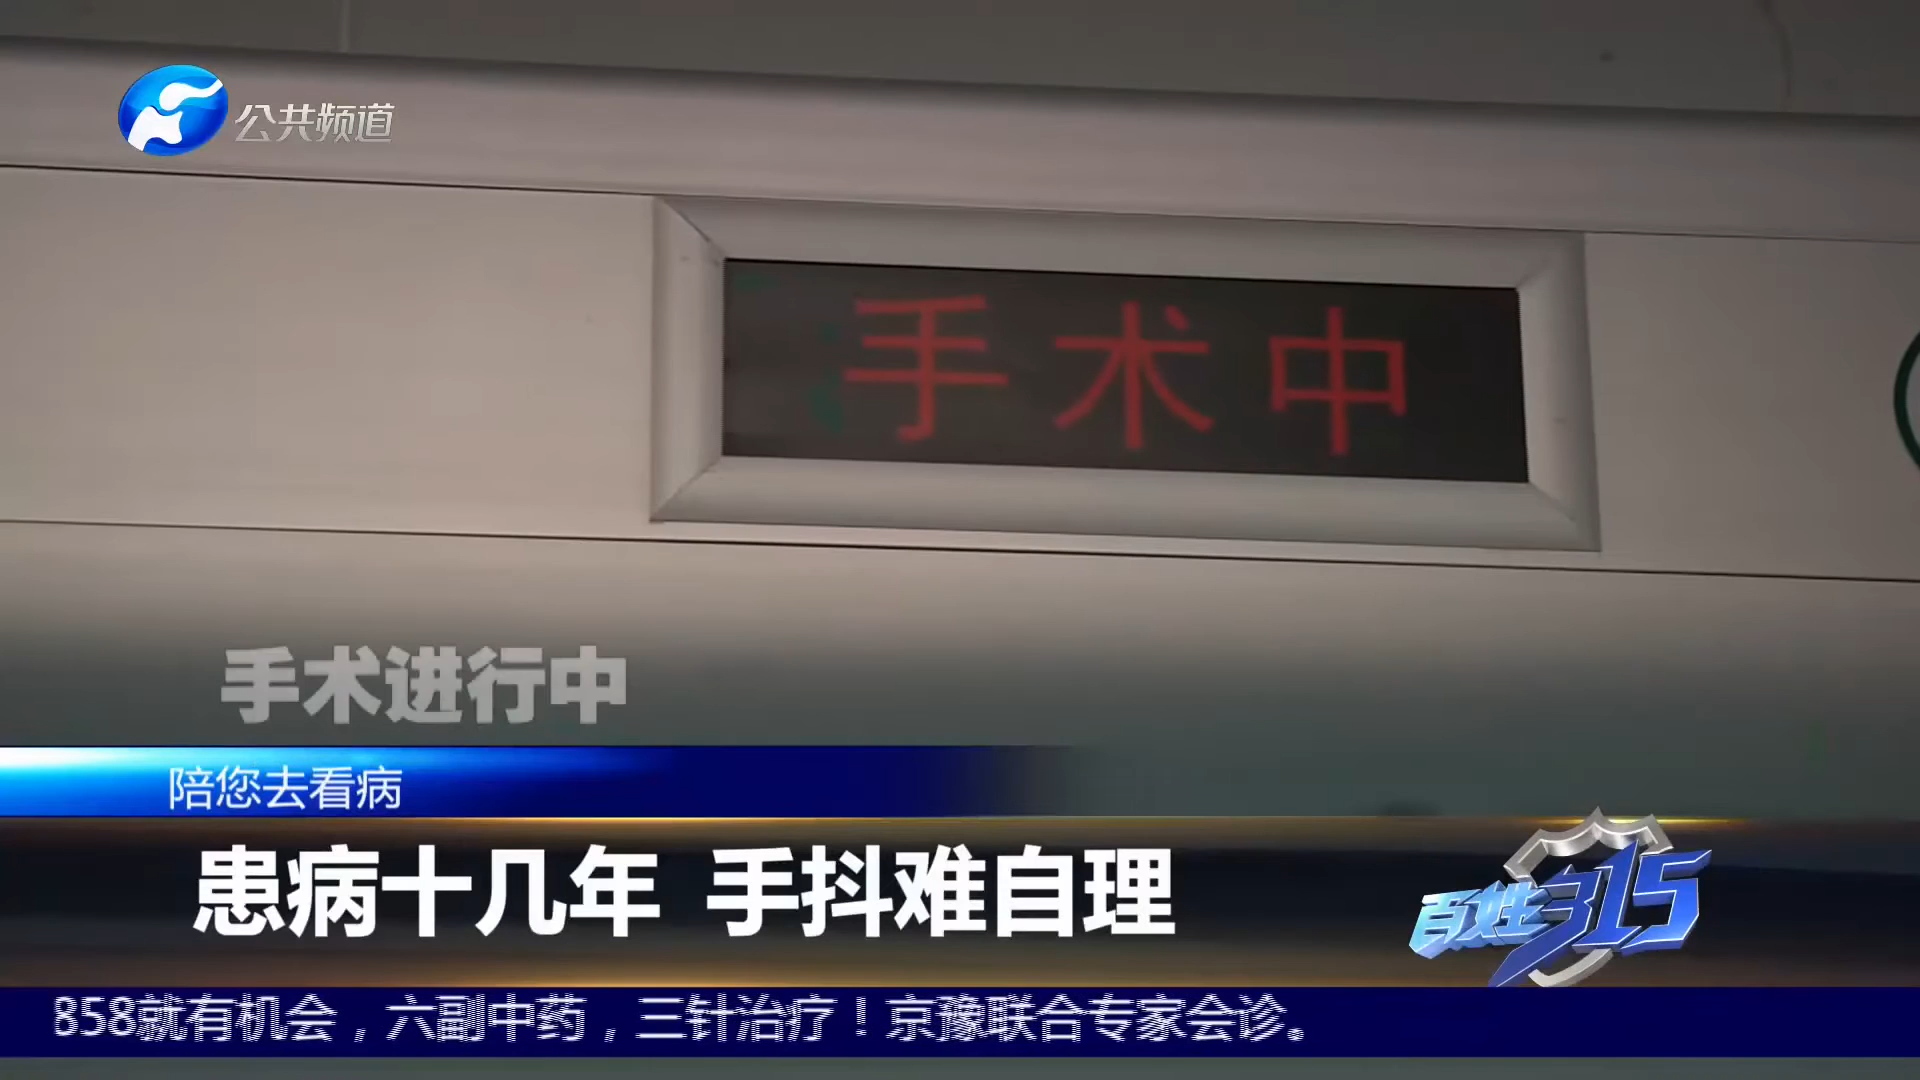 公共频道
手术中
手术进行中
陪您去看病
患病十几年 手抖难自理
百姓315
858就有机会，六副中药，三针治疗！京豫联合专家会诊。